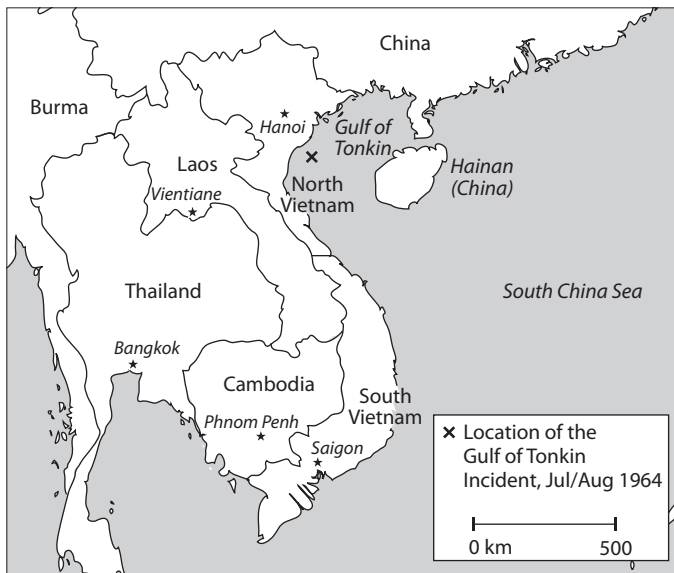 China
Burma
Hanoi
Gulf of
Tonkin
Laos
Hainan
(China)
North
Vietnam
Vientiane
Thailand
South China Sea
Bangkok
Cambodia
South
Vietnam
Phnom Penh
Saigon
× Location of the
Gulf of Tonkin
Incident, Jul/Aug 1964
0 km 500